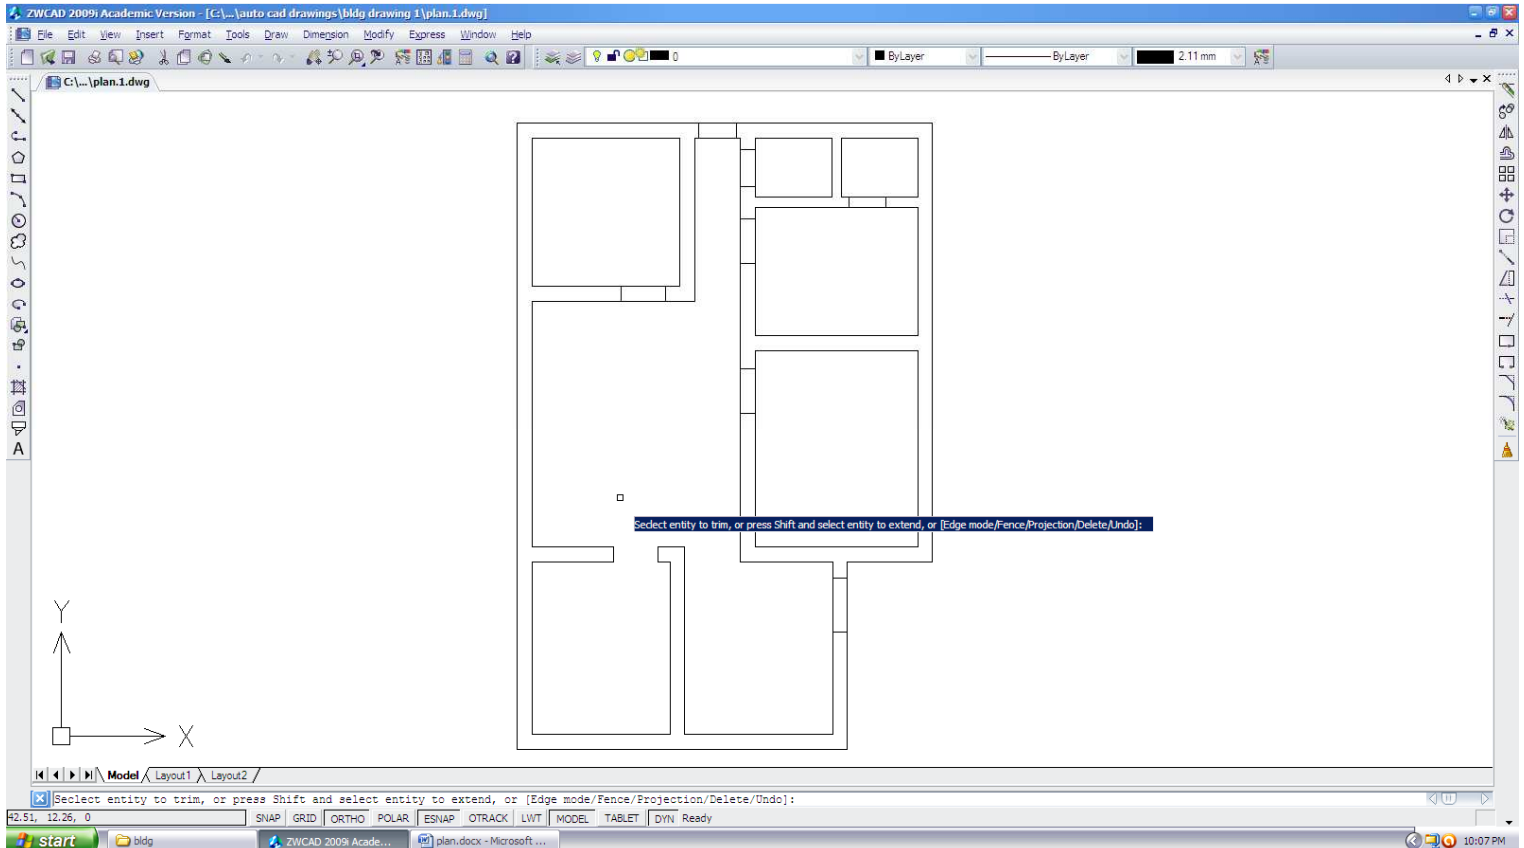 ZWCAD 2009i Academic Version - [C:\...\auto cad drawings\bldg drawing 1\plan.1.dwg]
File Edit View Insert Format Tools Draw Dimension Modify Express Window Help
0 ByLayer ByLayer 2.11 mm
C:\...\plan.1.dwg
Seclect entity to trim, or press Shift and select entity to extend, or [Edge mode/Fence/Projection/Delete/Undo]:
Y
X
Model Layout1 Layout2
Seclect entity to trim, or press Shift and select entity to extend, or [Edge mode/Fence/Projection/Delete/Undo]:
42.51, 12.26, 0 SNAP GRID ORTHO POLAR ESNAP OTRACK LWT MODEL TABLET DYN Ready
start bldg ZWCAD 2009i Acade... plan.docx - Microsoft ... 10:07 PM